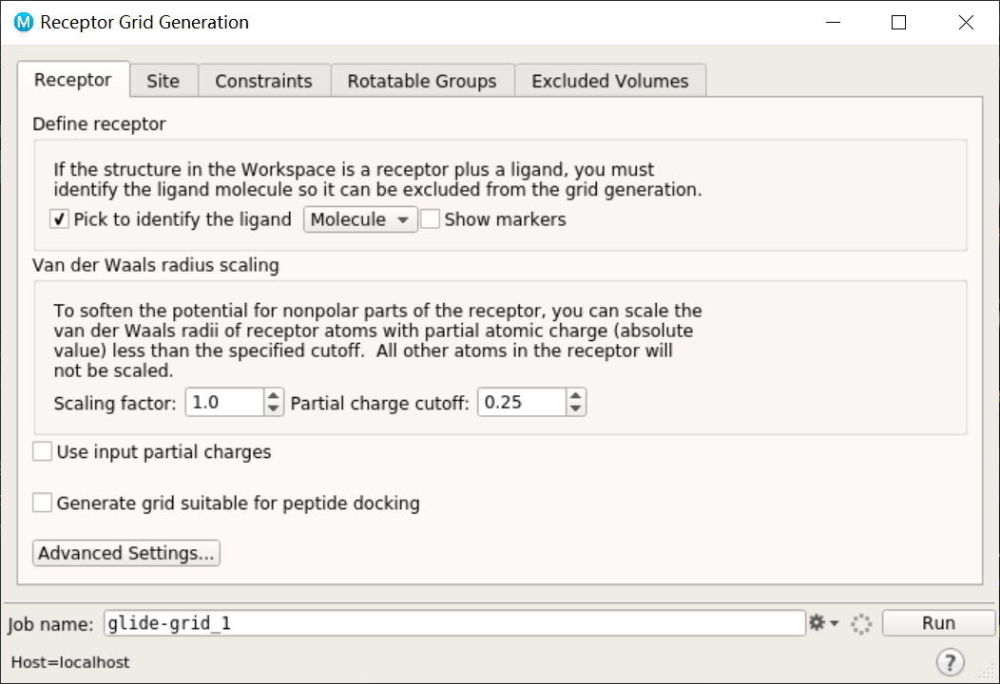 Receptor Grid Generation
Receptor Site Constraints Rotatable Groups Excluded Volumes
Define receptor
If the structure in the Workspace is a receptor plus a ligand, you must
identify the ligand molecule so it can be excluded from the grid generation.
Pick to identify the ligand Molecule Show markers
Van der Waals radius scaling
To soften the potential for nonpolar parts of the receptor, you can scale the
van der Waals radii of receptor atoms with partial atomic charge (absolute
value) less than the specified cutoff.  All other atoms in the receptor will
not be scaled.
Scaling factor: 1.0 Partial charge cutoff: 0.25
Use input partial charges
Generate grid suitable for peptide docking
Advanced Settings...
Job name: glide-grid_1 Run
Host=localhost ?